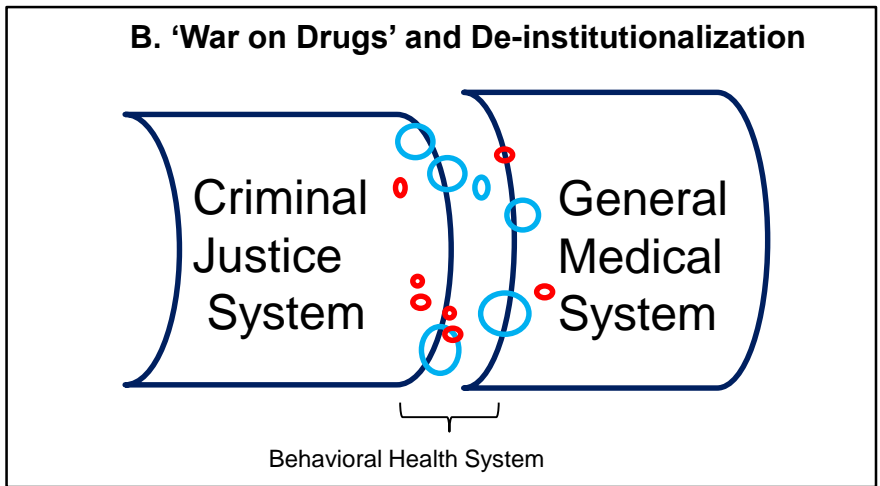 B. ‘War on Drugs’ and De-institutionalization
Criminal
Justice
System
General
Medical
System
Behavioral Health System